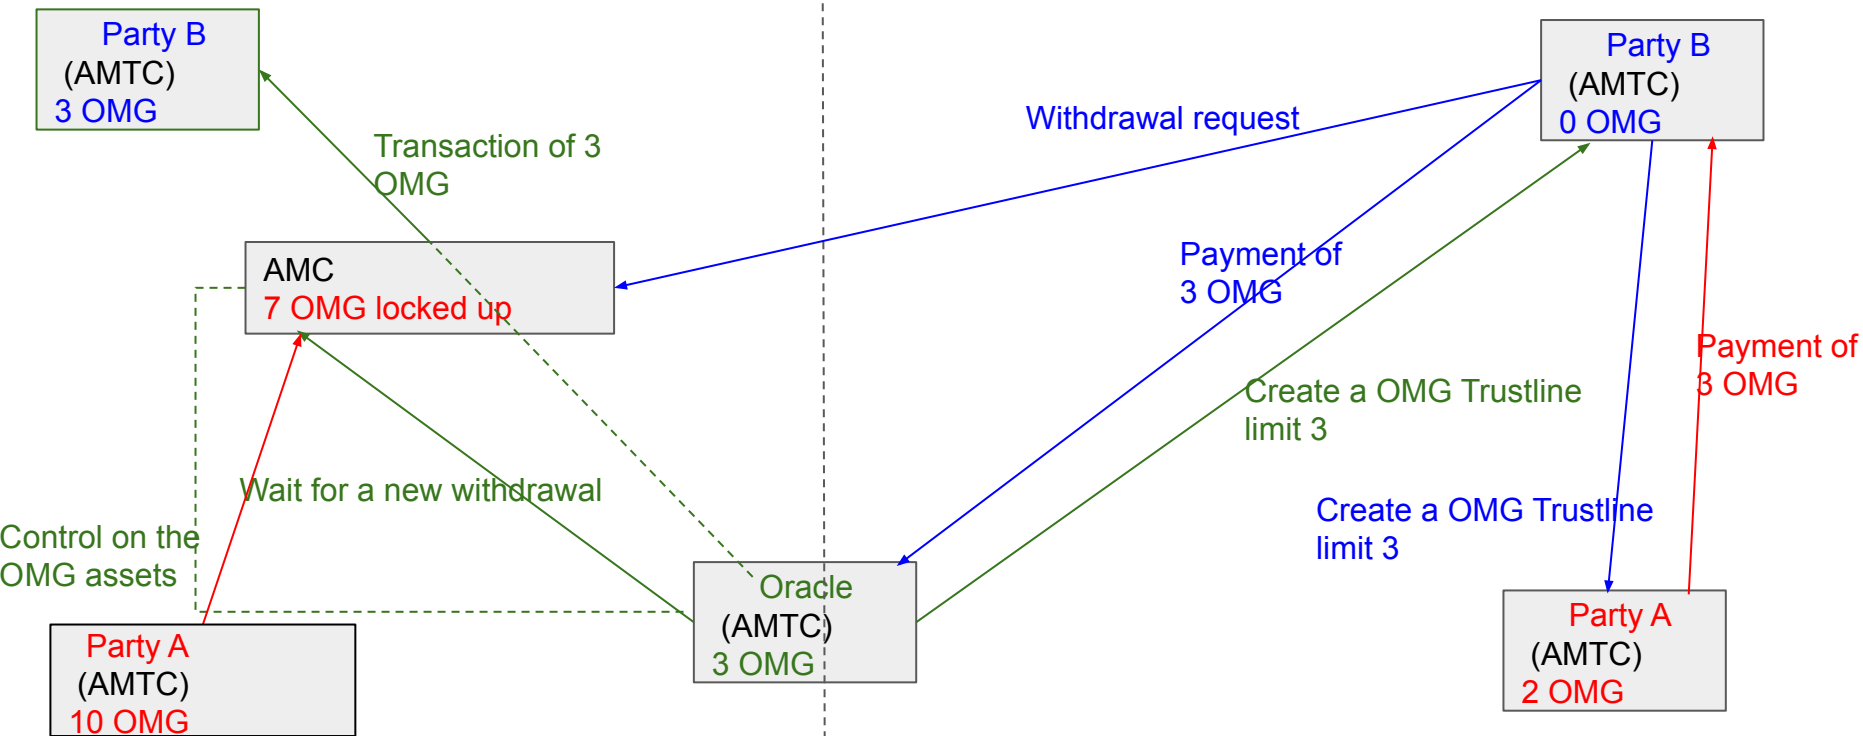 Party B
(AMTC)
3 OMG
Party B
(AMTC)
0 OMG
Withdrawal request
Transaction of 3
OMG
AMC
7 OMG locked up
Payment of
3 OMG
Payment of
3 OMG
Create a OMG Trustline
limit 3
Wait for a new withdrawal
Create a OMG Trustline
limit 3
Control on the
OMG assets
Oracle
(AMTC)
3 OMG
Party A
(AMTC)
10 OMG
Party A
(AMTC)
2 OMG